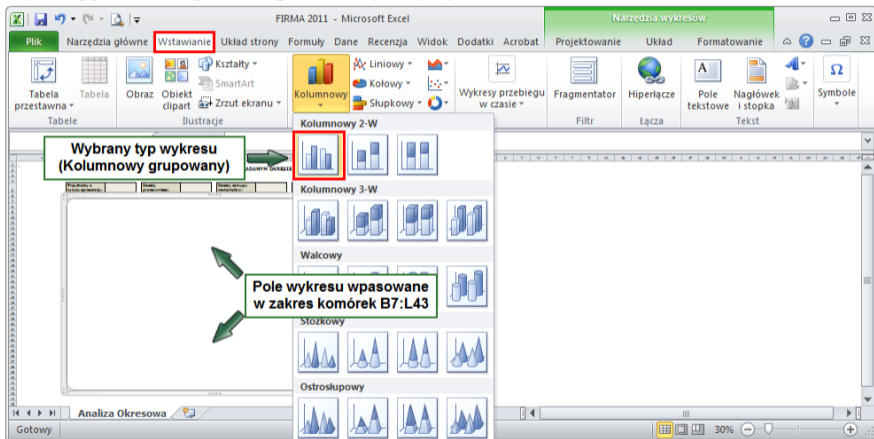 FIRMA 2011 - Microsoft Excel
Narzędzia wykresów
Plik Narzędzia główne Wstawianie Układ strony Formuły Dane Recenzja Widok Dodatki Acrobat Projektowanie Układ Formatowanie
Tabela przestawna
Tabela
Tabele
Obraz
Obiekt clipart
Kształty
SmartArt
Zrzut ekranu
Ilustracje
Kolumnowy
Liniowy
Kołowy
Słupkowy
Wykresy przebiegu w czasie
Fragmentator
Filtr
Hiperłącze
Łącza
Pole tekstowe
Nagłówek i stopka
Tekst
Symbole
Kolumnowy 2-W
Wybrany typ wykresu
(Kolumnowy grupowany)
Kolumnowy 3-W
Walcowy
Pole wykresu wpasowane
w zakres komórek B7:L43
Stożkowy
Ostrosłupowy
Analiza Okresowa
Gotowy
30%